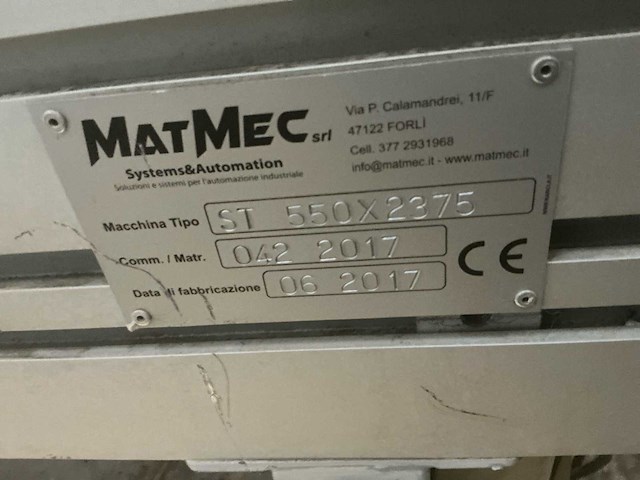 MATMEC srl
Systems&Automation
Soluzioni e sistemi per l'automazione industriale
Via P. Calamandrei, 11/F
47122 FORLÌ
Cell. 377 2931968
info@matmec.it - www.matmec.it
Macchina Tipo ST 550X2375
Comm. / Matr. 042 2017
Data di fabbricazione 06 2017
CE